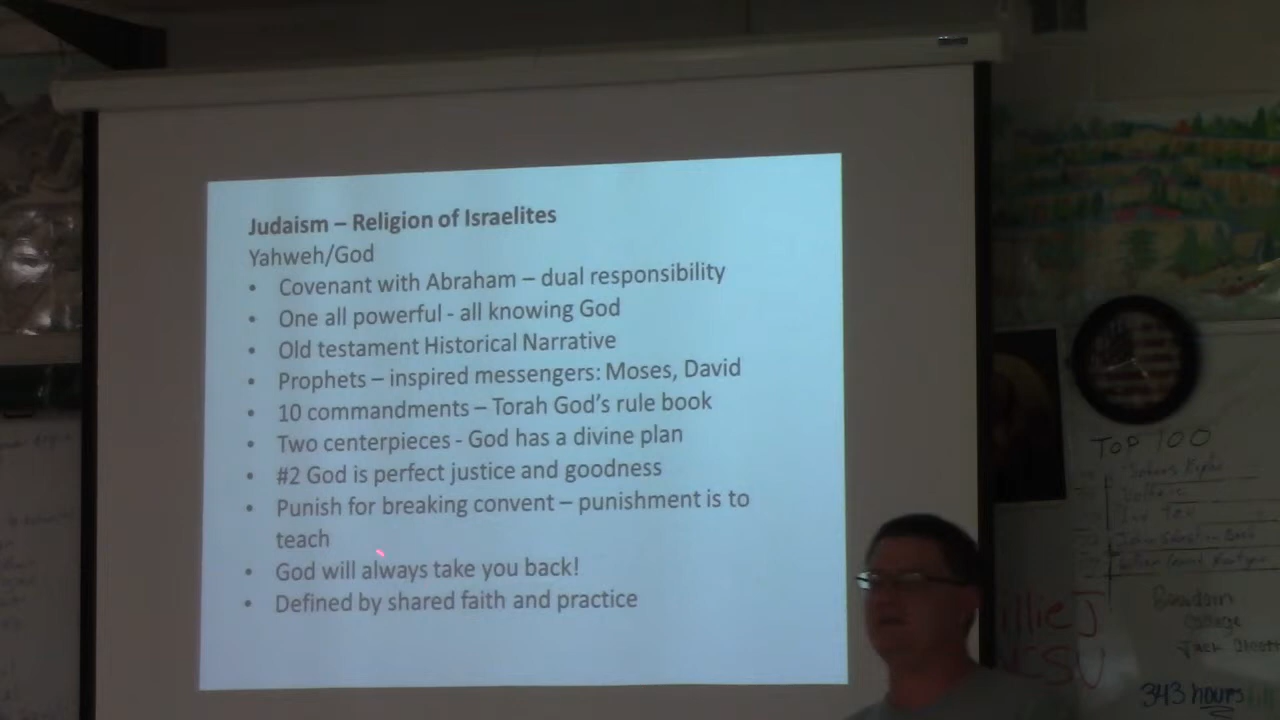 Judaism – Religion of Israelites
Yahweh/God
• Covenant with Abraham – dual responsibility
• One all powerful - all knowing God
• Old testament Historical Narrative
• Prophets – inspired messengers: Moses, David
• 10 commandments – Torah God's rule book
• Two centerpieces - God has a divine plan
• #2 God is perfect justice and goodness
• Punish for breaking convent – punishment is to
teach
• God will always take you back!
• Defined by shared faith and practice
TOP 100
Bowdoin
College
Jack
343 hours